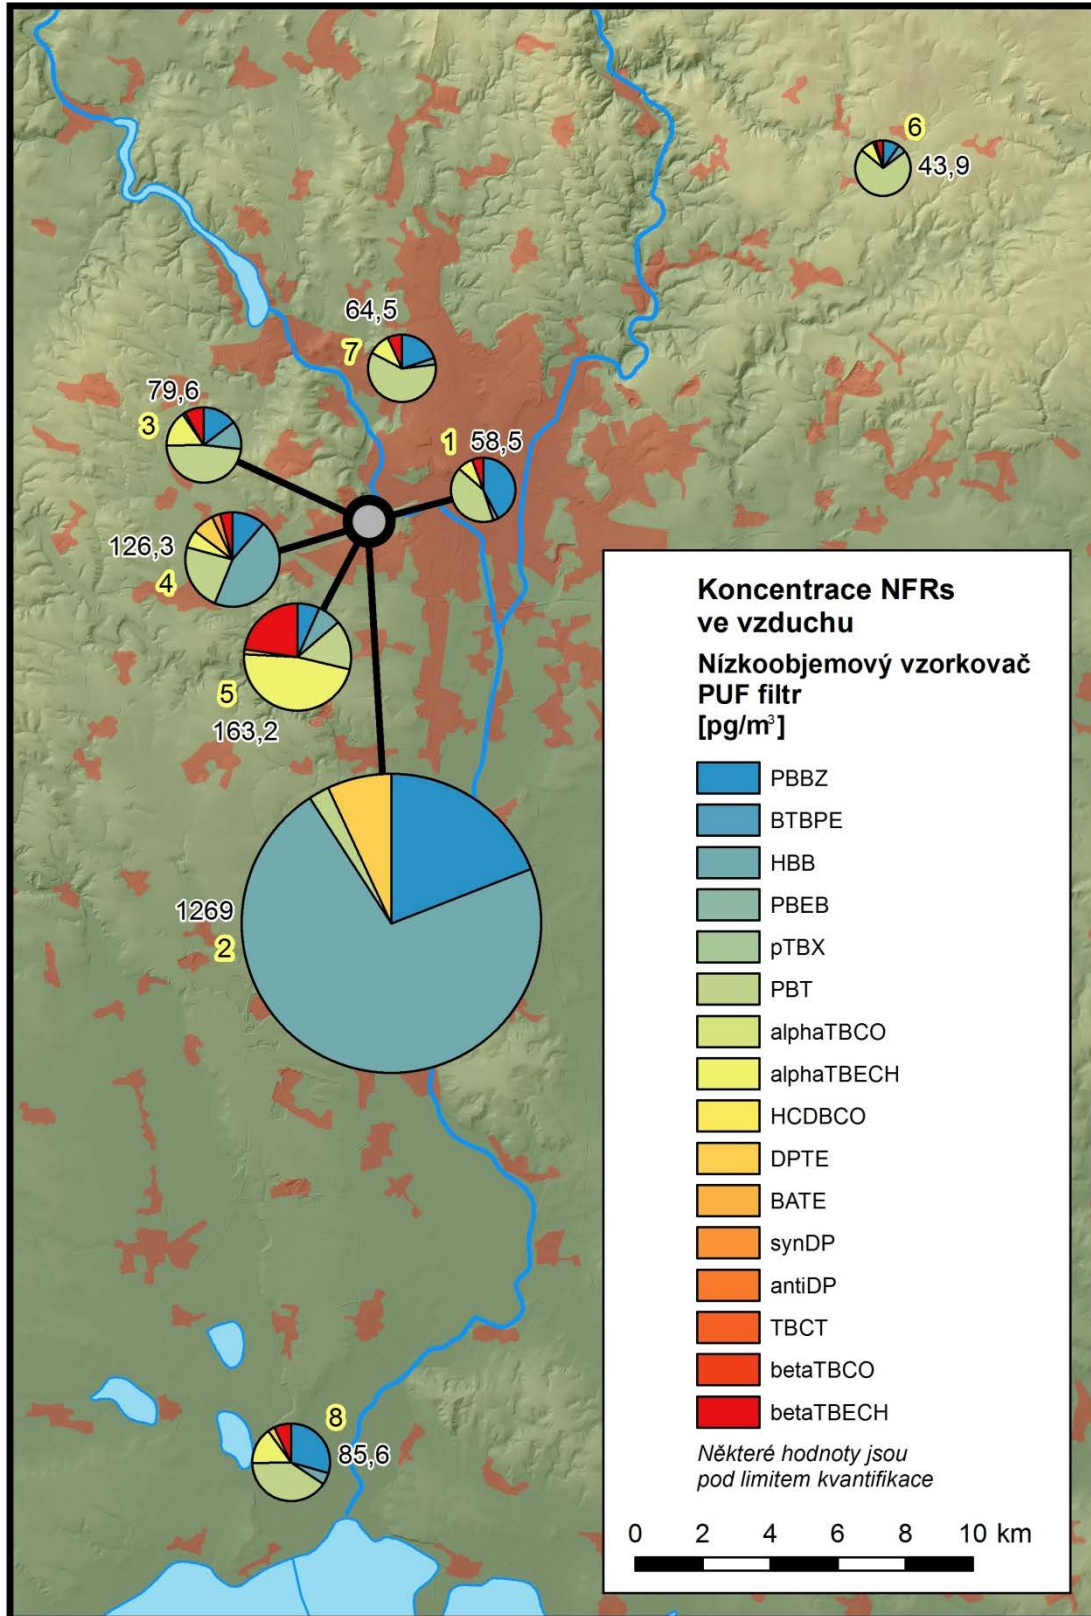 6
43,9
64,5
7
79,6
3
1
58,5
126,3
4
5
163,2
1269
2
8
85,6
Koncentrace NFRs
ve vzduchu
Nízkoobjemový vzorkovač
PUF filtr
[pg/m³]
PBBZ
BTBPE
HBB
PBEB
pTBX
PBT
alphaTBCO
alphaTBECH
HCDBCO
DPTE
BATE
synDP
antiDP
TBCT
betaTBCO
betaTBECH
Některé hodnoty jsou
pod limitem kvantifikace
0 2 4 6 8 10 km